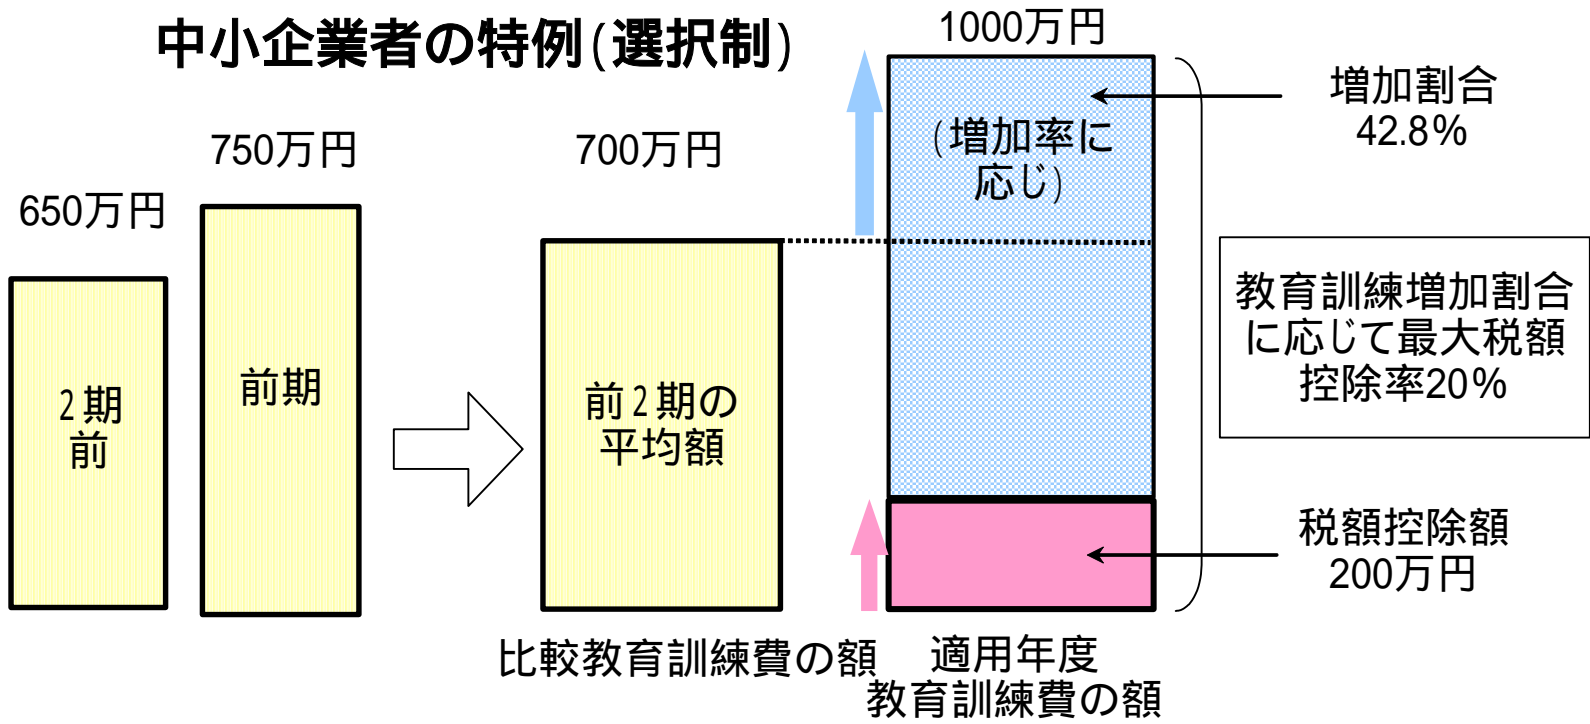 中小企業者の特例(選択制)
650万円
750万円
700万円
1000万円
2期
前
前期
前2期の
平均額
(増加率に
応じ)
増加割合
42.8%
教育訓練増加割合
に応じて最大税額
控除率20%
税額控除額
200万円
比較教育訓練費の額
適用年度
教育訓練費の額